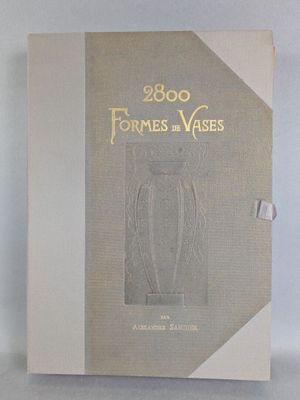 2800
FORMES DE VASES
PAR
ALEXANDRE SANDIER